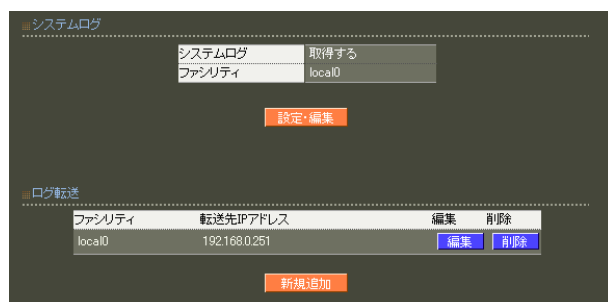 システムログ
システムログ 取得する
ファシリティ local0
設定・編集
ログ転送
ファシリティ 転送先IPアドレス 編集 削除
local0 192.168.0.251 編集 削除
新規追加